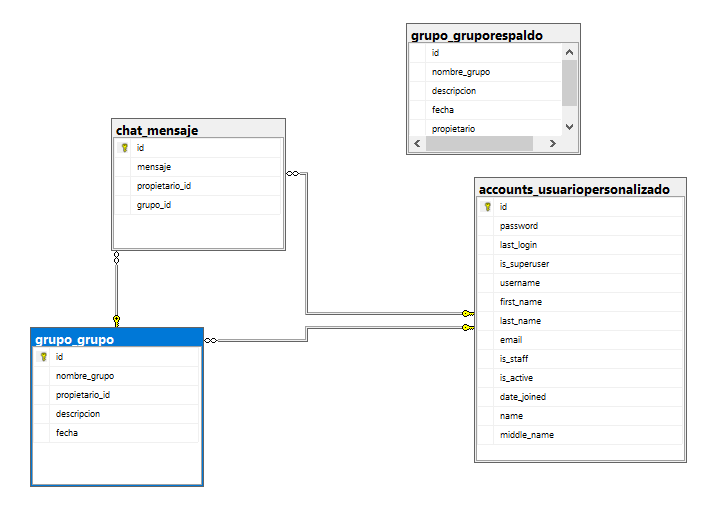 grupo_gruporespaldo
id
nombre_grupo
descripcion
fecha
propietario
chat_mensaje
id
mensaje
propietario_id
grupo_id
accounts_usuariopersonalizado
id
password
last_login
is_superuser
username
first_name
last_name
email
is_staff
is_active
date_joined
name
middle_name
grupo_grupo
id
nombre_grupo
propietario_id
descripcion
fecha